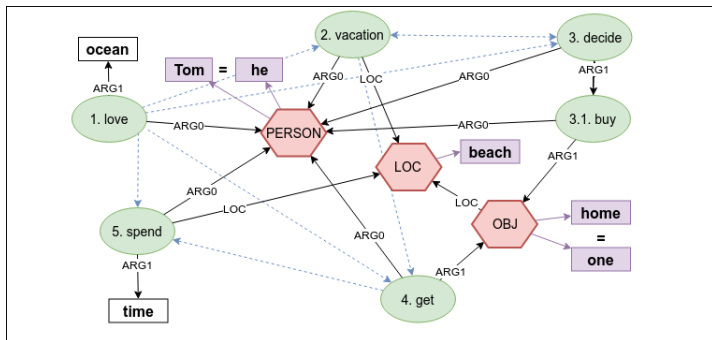 2. vacation
3. decide
ocean
Tom = he
ARG0
LOC
ARG1
ARG0
ARG1
1. love
ARG0
PERSON
ARG0
3.1. buy
LOC
beach
ARG1
ARG0
LOC
LOC
home
5. spend
ARG0
OBJ
=
ARG1
ARG1
one
4. get
time